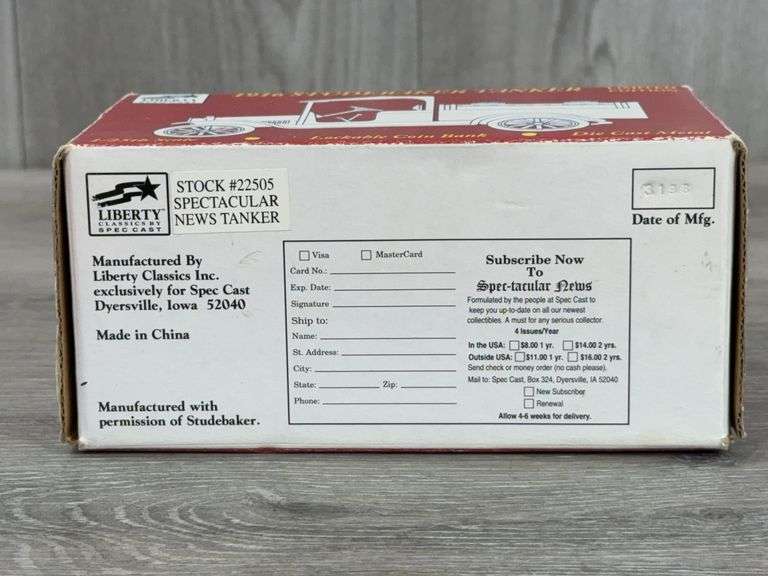 Lockable Coin Bank
Die Cast Metal
LIBERTY
CLASSICS BY
SPEC CAST
STOCK #22505
SPECTACULAR
NEWS TANKER
3198
Date of Mfg.
Manufactured By
Liberty Classics Inc.
exclusively for Spec Cast
Dyersville, Iowa 52040
Made in China
Manufactured with
permission of Studebaker.
Visa MasterCard
Card No.:
Exp. Date:
Signature
Ship to:
Name:
St. Address:
City:
State: Zip:
Phone:
Subscribe Now
To
Spec-tacular News
Formulated by the people at Spec Cast to
keep you up-to-date on all our newest
collectibles. A must for any serious collector.
4 Issues/Year
In the USA: $8.00 1 yr. $14.00 2 yrs.
Outside USA: $11.00 1 yr. $16.00 2 yrs.
Send check or money order (no cash please).
Mail to: Spec Cast, Box 324, Dyersville, IA 52040
New Subscriber
Renewal
Allow 4-6 weeks for delivery.